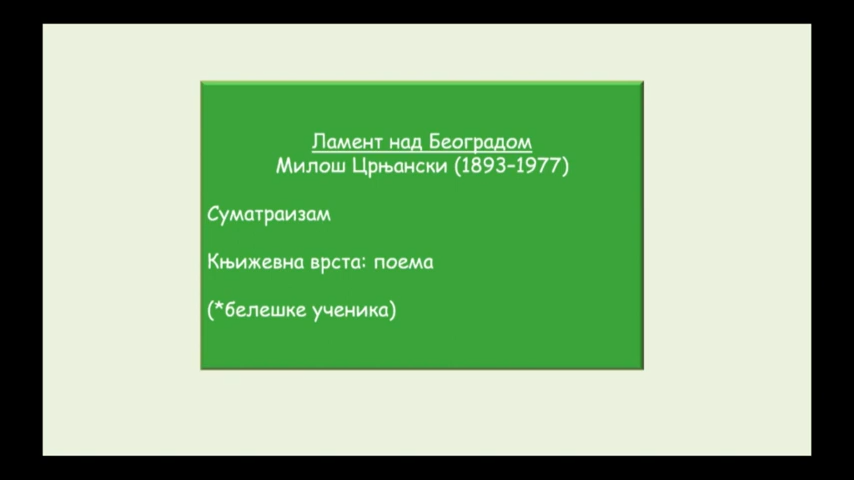 Ламент над Београдом
Милош Црњански (1893-1977)
Суматраизам
Књижевна врста: поема
(*белешке ученика)